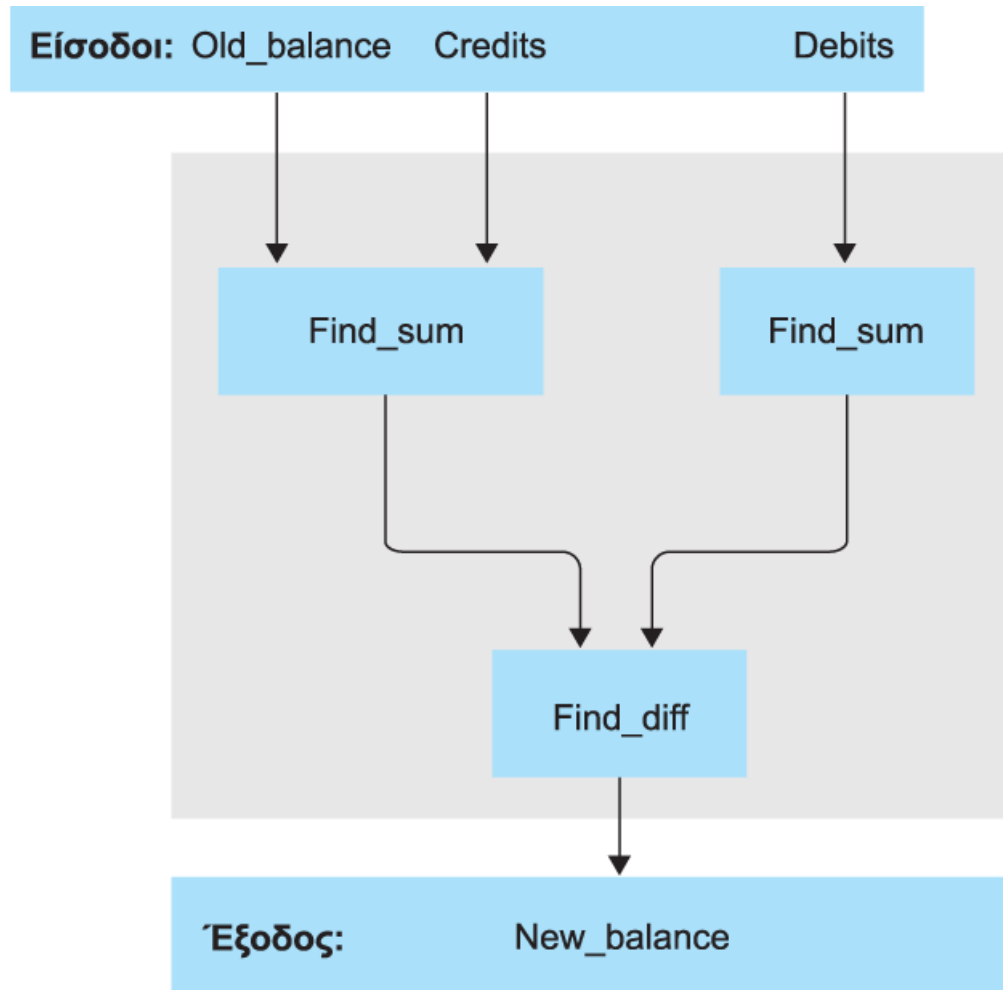 Είσοδοι: Old_balance Credits Debits
Find_sum Find_sum
Find_diff
Έξοδος: New_balance